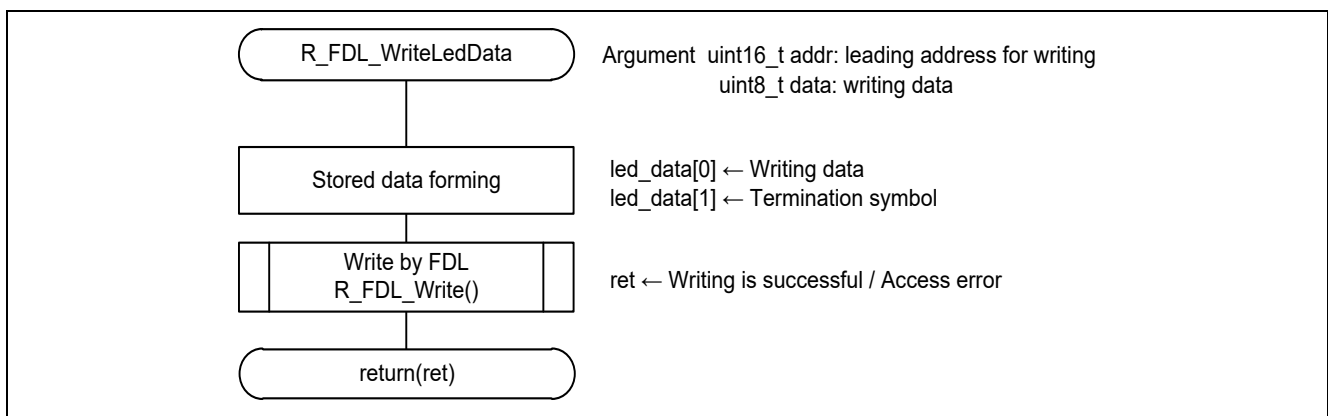 R_FDL_WriteLedData
Argument uint16_t addr: leading address for writing
uint8_t data: writing data
Stored data forming
led_data[0] ← Writing data
led_data[1] ← Termination symbol
Write by FDL
R_FDL_Write()
ret ← Writing is successful / Access error
return(ret)